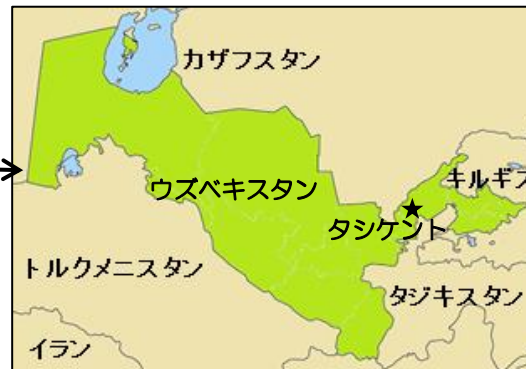 カザフスタン
キルギス
ウズベキスタン
タシケント
トルクメニスタン
タジキスタン
イラン